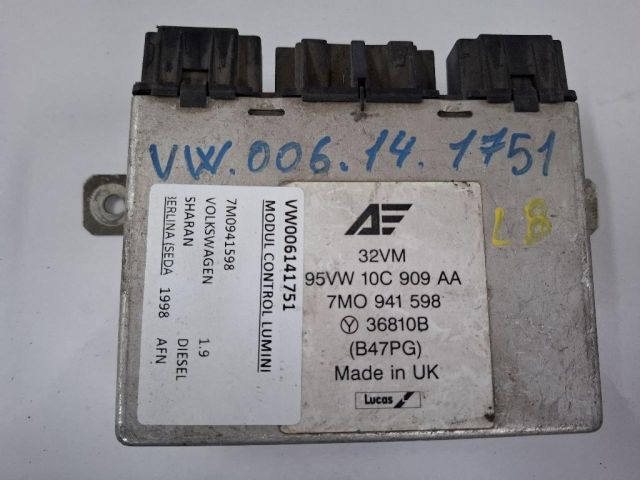 VW.006.14.1751
L8
AE
32VM
95VW 10C 909 AA
7MO 941 598
Y 36810B
(B47PG)
Made in UK
Lucas
VW006141751
MODUL CONTROL LUMINI
7M0941598
VOLKSWAGEN 1.9
SHARAN DIESEL
BERLINA (SEDA 1998 AFN